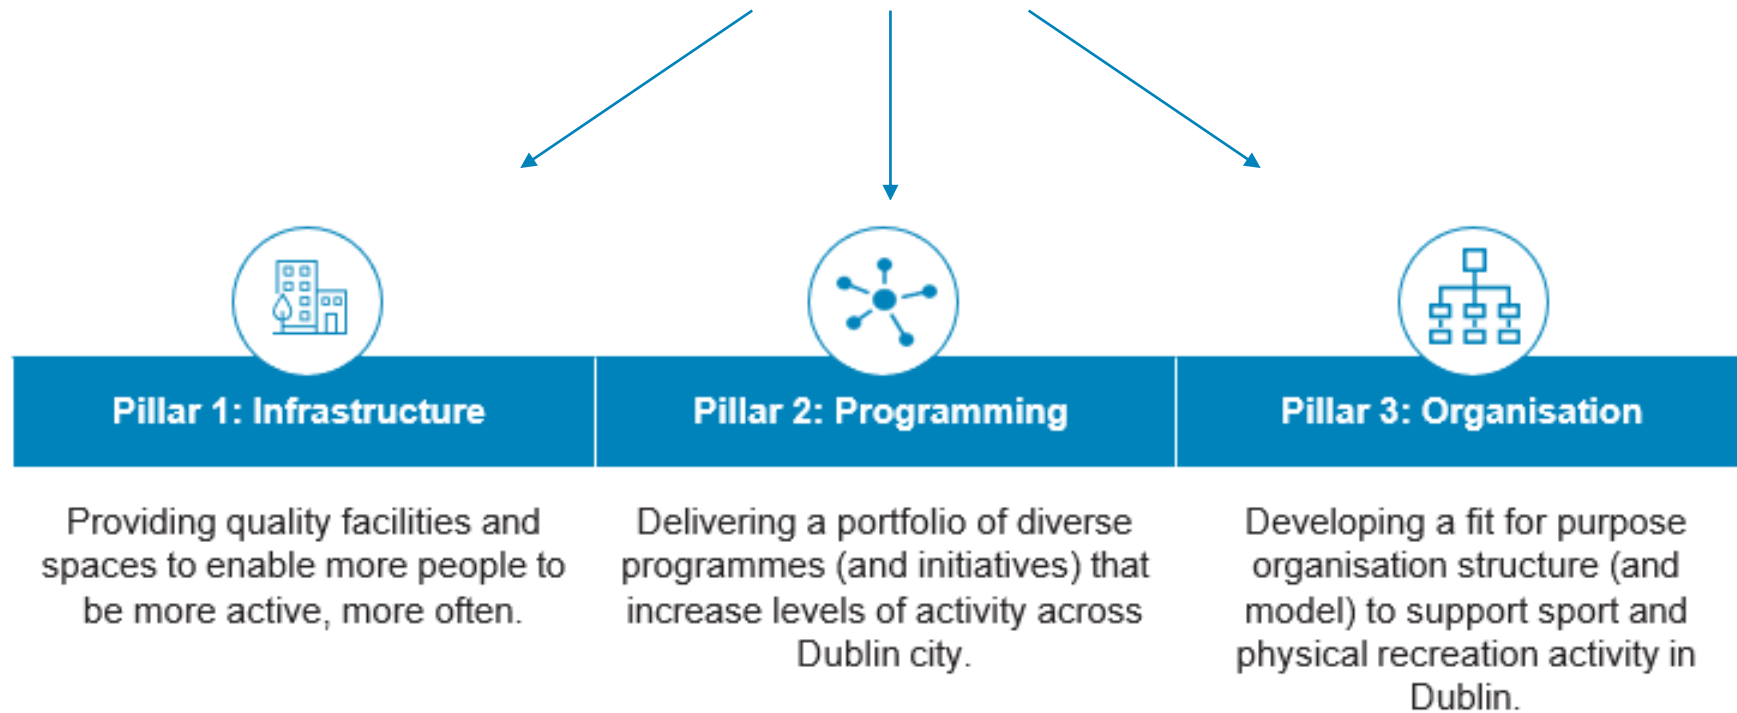 Pillar 1: Infrastructure
Providing quality facilities and
spaces to enable more people to
be more active, more often.
Pillar 2: Programming
Delivering a portfolio of diverse
programmes (and initiatives) that
increase levels of activity across
Dublin city.
Pillar 3: Organisation
Developing a fit for purpose
organisation structure (and
model) to support sport and
physical recreation activity in
Dublin.